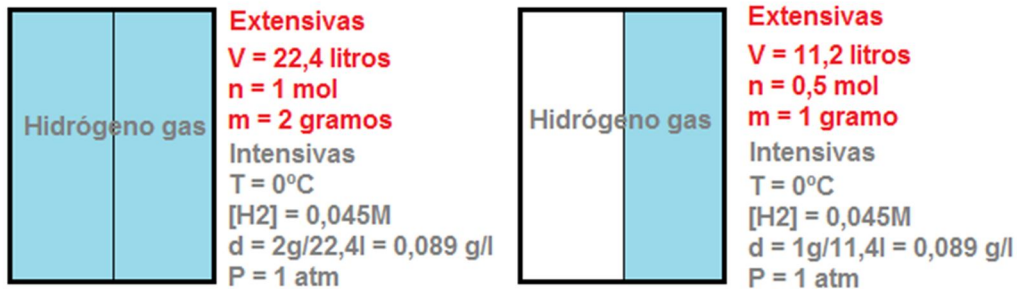 Hidrógeno gas
Extensivas
V = 22,4 litros
n = 1 mol
m = 2 gramos
Intensivas
T = 0ºC
[H2] = 0,045M
d = 2g/22,4l = 0,089 g/l
P = 1 atm
Hidrógeno gas
Extensivas
V = 11,2 litros
n = 0,5 mol
m = 1 gramo
Intensivas
T = 0ºC
[H2] = 0,045M
d = 1g/11,4l = 0,089 g/l
P = 1 atm